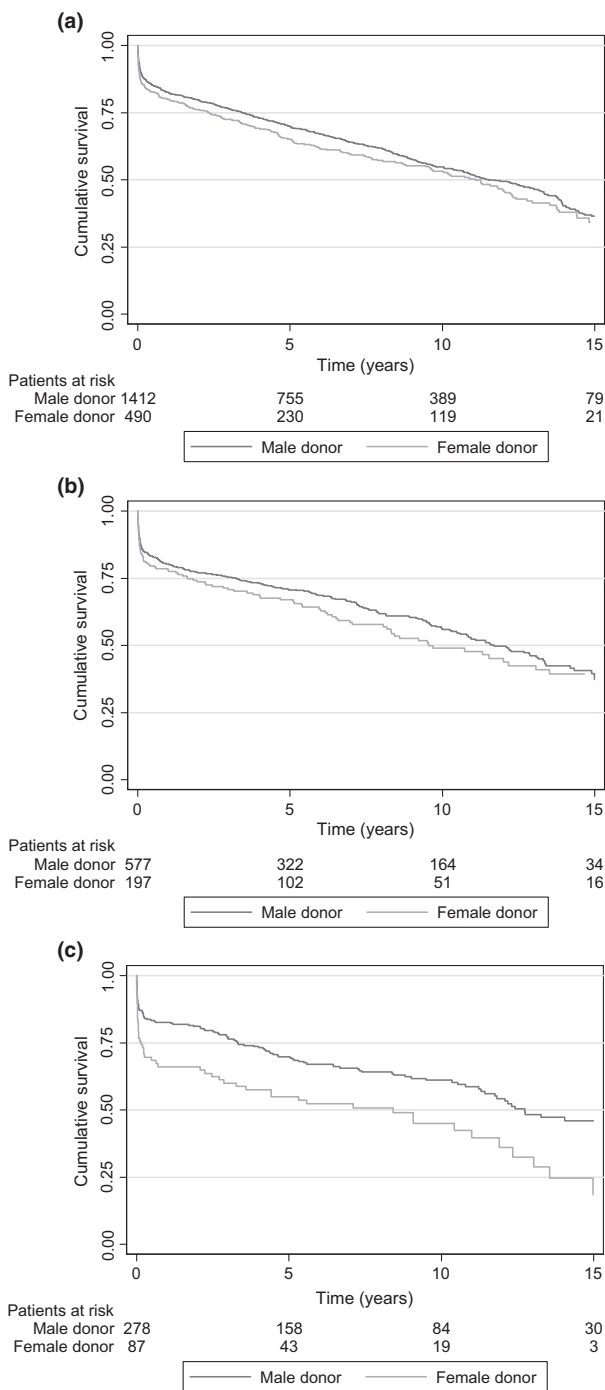 (a)
1.00
0.75
0.50
0.25
0.00
Cumulative survival
0 5 10 15
Time (years)
Patients at risk
Male donor 1412 755 389 79
Female donor 490 230 119 21
Male donor Female donor
(b)
1.00
0.75
0.50
0.25
0.00
Cumulative survival
0 5 10 15
Time (years)
Patients at risk
Male donor 577 322 164 34
Female donor 197 102 51 16
Male donor Female donor
(c)
1.00
0.75
0.50
0.25
0.00
Cumulative survival
0 5 10 15
Time (years)
Patients at risk
Male donor 278 158 84 30
Female donor 87 43 19 3
Male donor Female donor